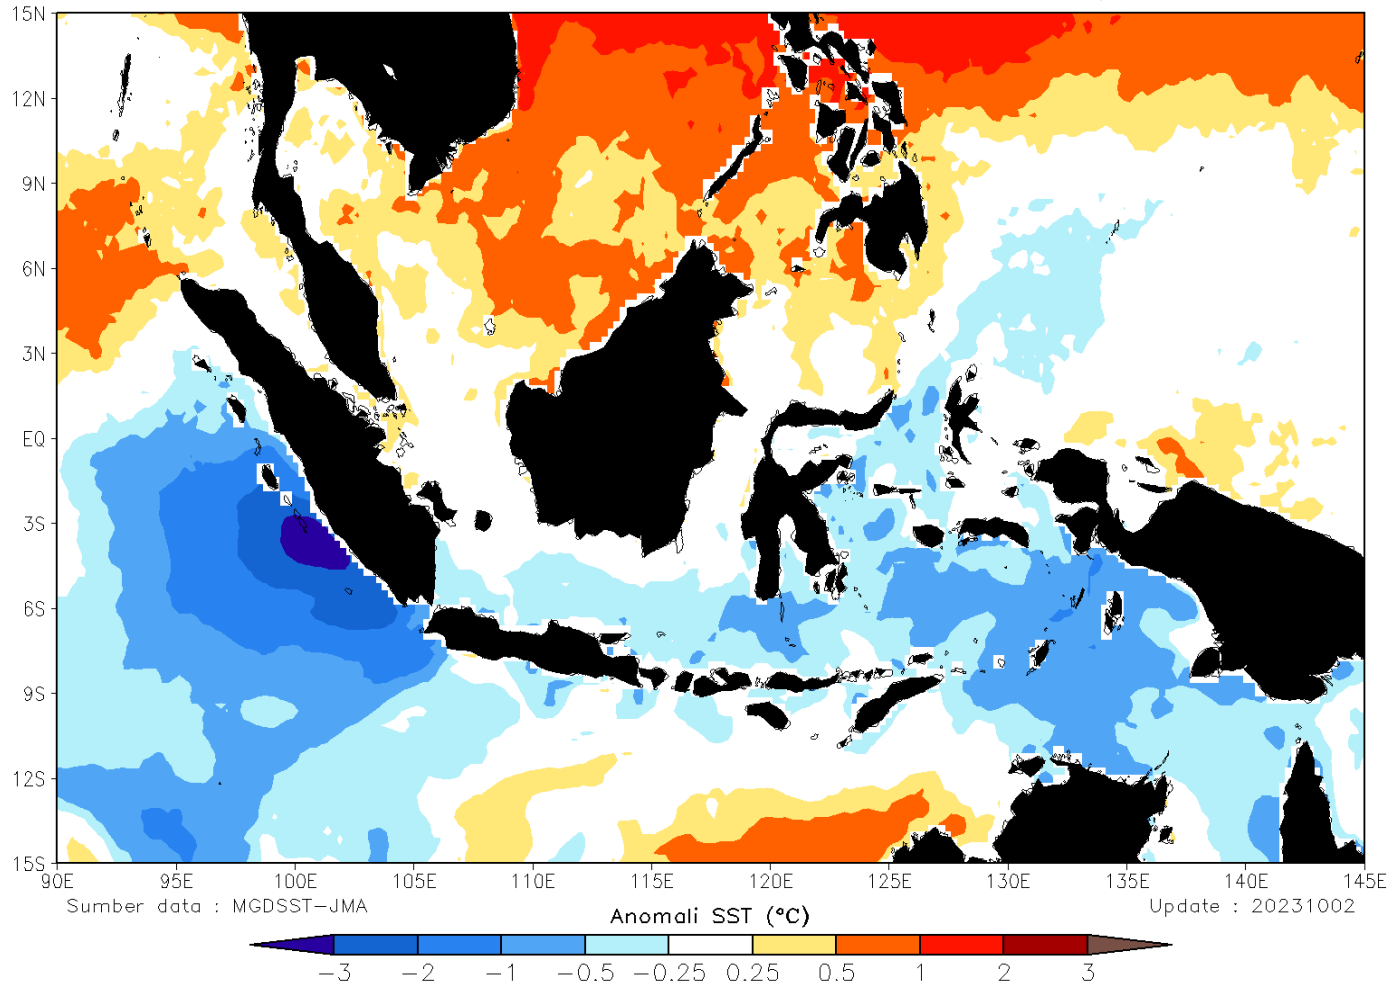 15N
12N
9N
6N
3N
EQ
3S
6S
9S
12S
15S
90E 95E 100E 105E 110E 115E 120E 125E 130E 135E 140E 145E
Sumber data : MGDSST-JMA
Update : 20231002
Anomali SST (°C)
-3 -2 -1 -0.5 -0.25 0.25 0.5 1 2 3